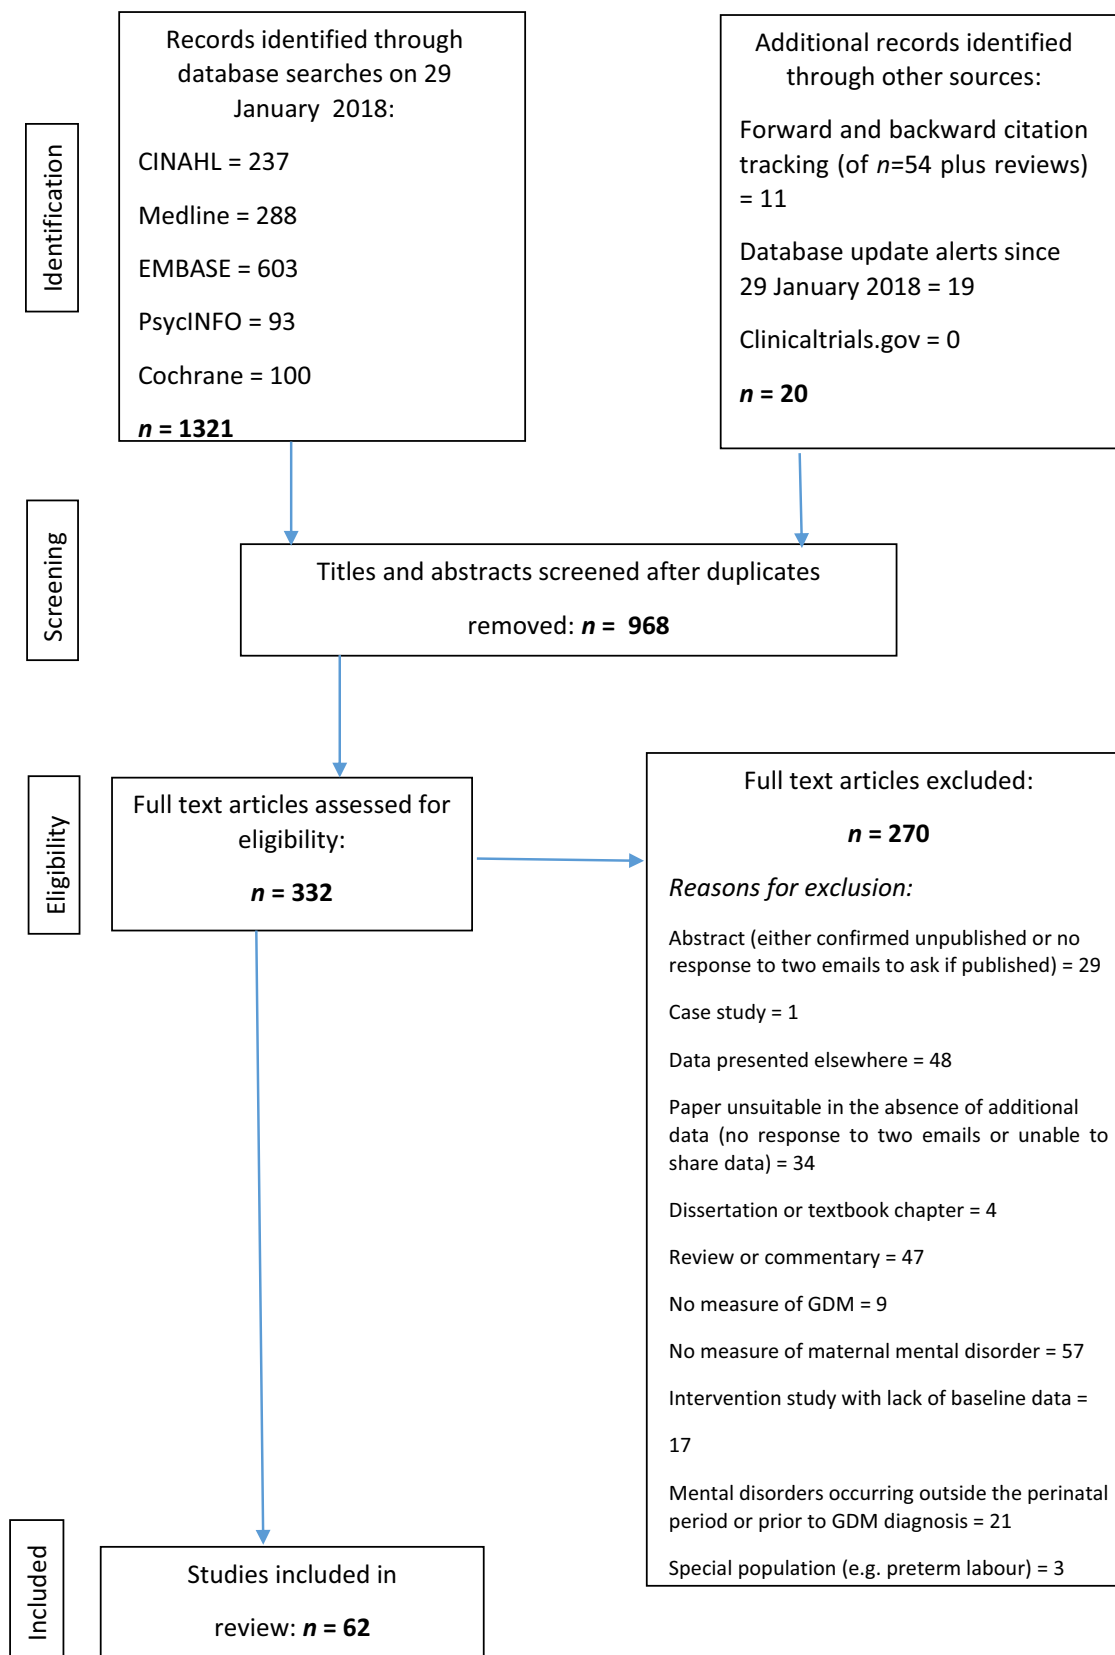 Identification
Records identified through
database searches on 29
January 2018:
CINAHL = 237
Medline = 288
EMBASE = 603
PsycINFO = 93
Cochrane = 100
n = 1321
Additional records identified
through other sources:
Forward and backward citation
tracking (of n=54 plus reviews)
= 11
Database update alerts since
29 January 2018 = 19
Clinicaltrials.gov = 0
n = 20
Screening
Titles and abstracts screened after duplicates
removed: n = 968
Eligibility
Full text articles assessed for
eligibility:
n = 332
Full text articles excluded:
n = 270
Reasons for exclusion:
Abstract (either confirmed unpublished or no
response to two emails to ask if published) = 29
Case study = 1
Data presented elsewhere = 48
Paper unsuitable in the absence of additional
data (no response to two emails or unable to
share data) = 34
Dissertation or textbook chapter = 4
Review or commentary = 47
No measure of GDM = 9
No measure of maternal mental disorder = 57
Intervention study with lack of baseline data =
17
Mental disorders occurring outside the perinatal
period or prior to GDM diagnosis = 21
Special population (e.g. preterm labour) = 3
Included
Studies included in
review: n = 62